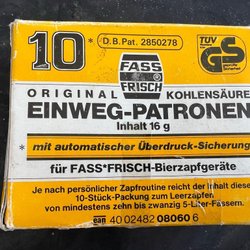 10* * D.B.Pat. 2850278
TÜV
GS
geprüfte
Sicherheit
FASS
FRISCH
ORIGINAL KOHLENSÄURE
EINWEG-PATRONEN
Inhalt 16 g
* mit automatischer Überdruck-Sicherung
für FASS*FRISCH-Bierzapfgeräte
Je nach persönlicher Zapfroutine reicht der Inhalt dieser
10-Stück-Packung zum Leerzapfen
von mindestens zehn bis zwanzig 5-Liter-Fässern.
ean 40 02482 08060 6